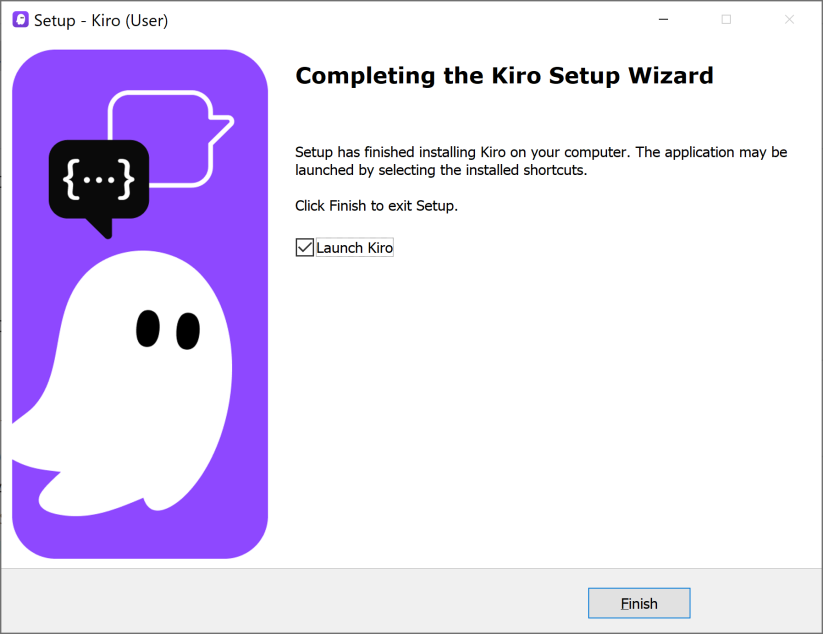 Setup - Kiro (User)
Completing the Kiro Setup Wizard
{...}
Setup has finished installing Kiro on your computer. The application may be
launched by selecting the installed shortcuts.
Click Finish to exit Setup.
Launch Kiro
Finish